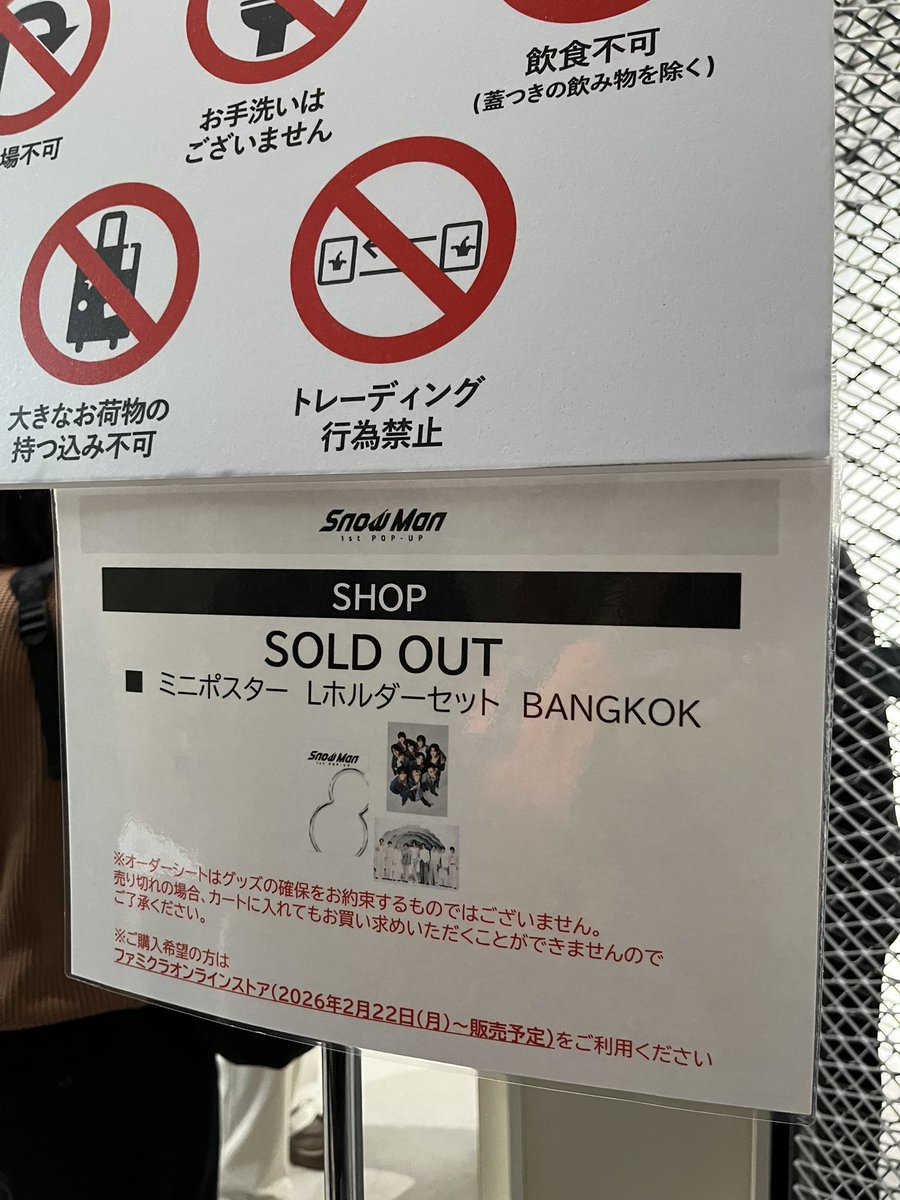 飲食不可
(蓋つきの飲み物を除く)
お手洗いは
ございません
場不可
大きなお荷物の
持つ込み不可
トレーディング
行為禁止
Snow Man
1st POP-UP
SHOP
SOLD OUT
■ ミニポスター Lホルダーセット BANGKOK
Snow Man
1st POP-UP
※オーダーシートはグッズの確保をお約束するものではございません。
売り切れの場合、カートに入れてもお買い求めいただくことができませんので
ご了承ください。
※ご購入希望の方は
ファミクラオンラインストア(2026年2月22日(月)～販売予定)をご利用ください